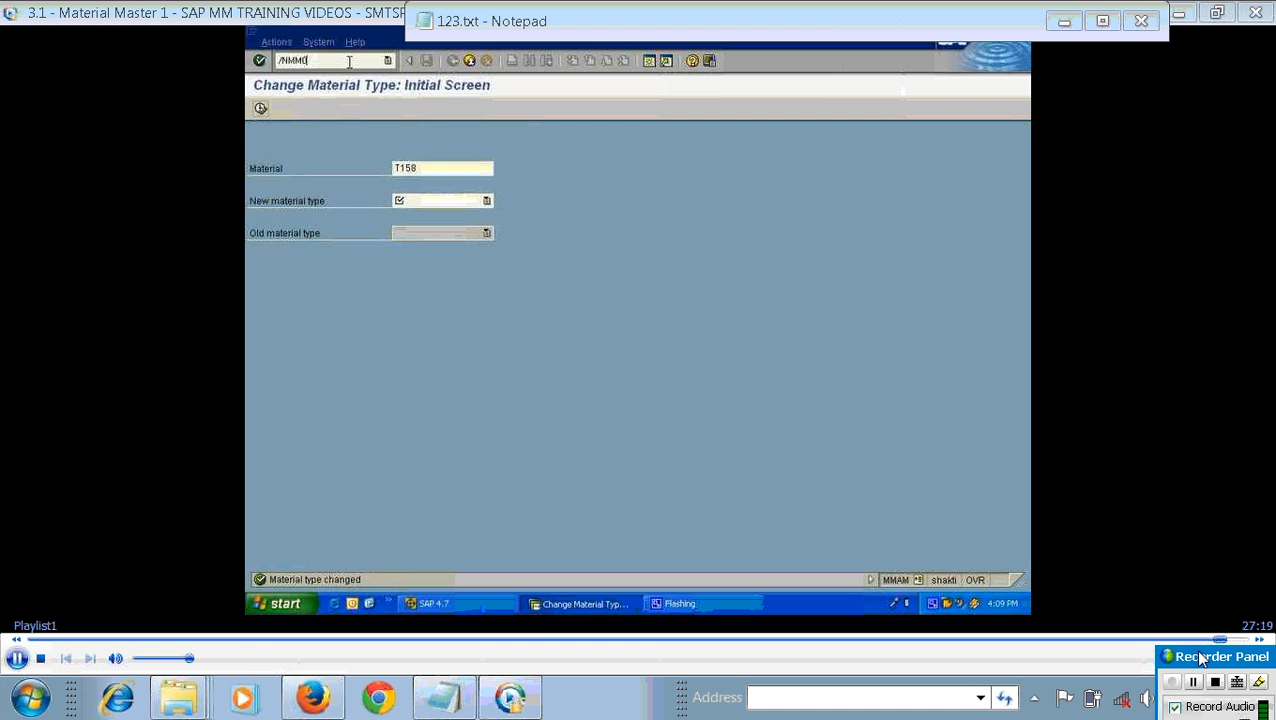 3.1 - Material Master 1 - SAP MM TRAINING VIDEOS - SMTSP
123.txt - Notepad
Actions System Help
/NMM0
Change Material Type: Initial Screen
Material T158
New material type
Old material type
Material type changed
MMAM shakti OVR
start SAP 4.7 Change Material Typ... Flashing 4:09 PM
Playlist1 27:19
Recorder Panel
Address
Record Audio